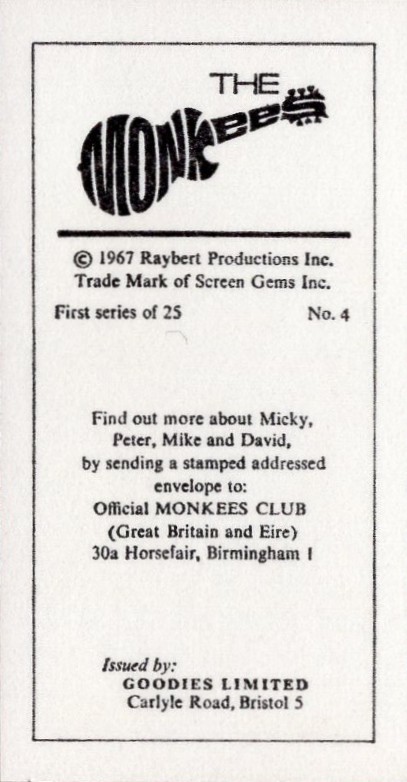 THE
MONKEES
© 1967 Raybert Productions Inc.
Trade Mark of Screen Gems Inc.
First series of 25 No. 4
Find out more about Micky,
Peter, Mike and David,
by sending a stamped addressed
envelope to:
Official MONKEES CLUB
(Great Britain and Eire)
30a Horsefair, Birmingham 1
Issued by:
GOODIES LIMITED
Carlyle Road, Bristol 5